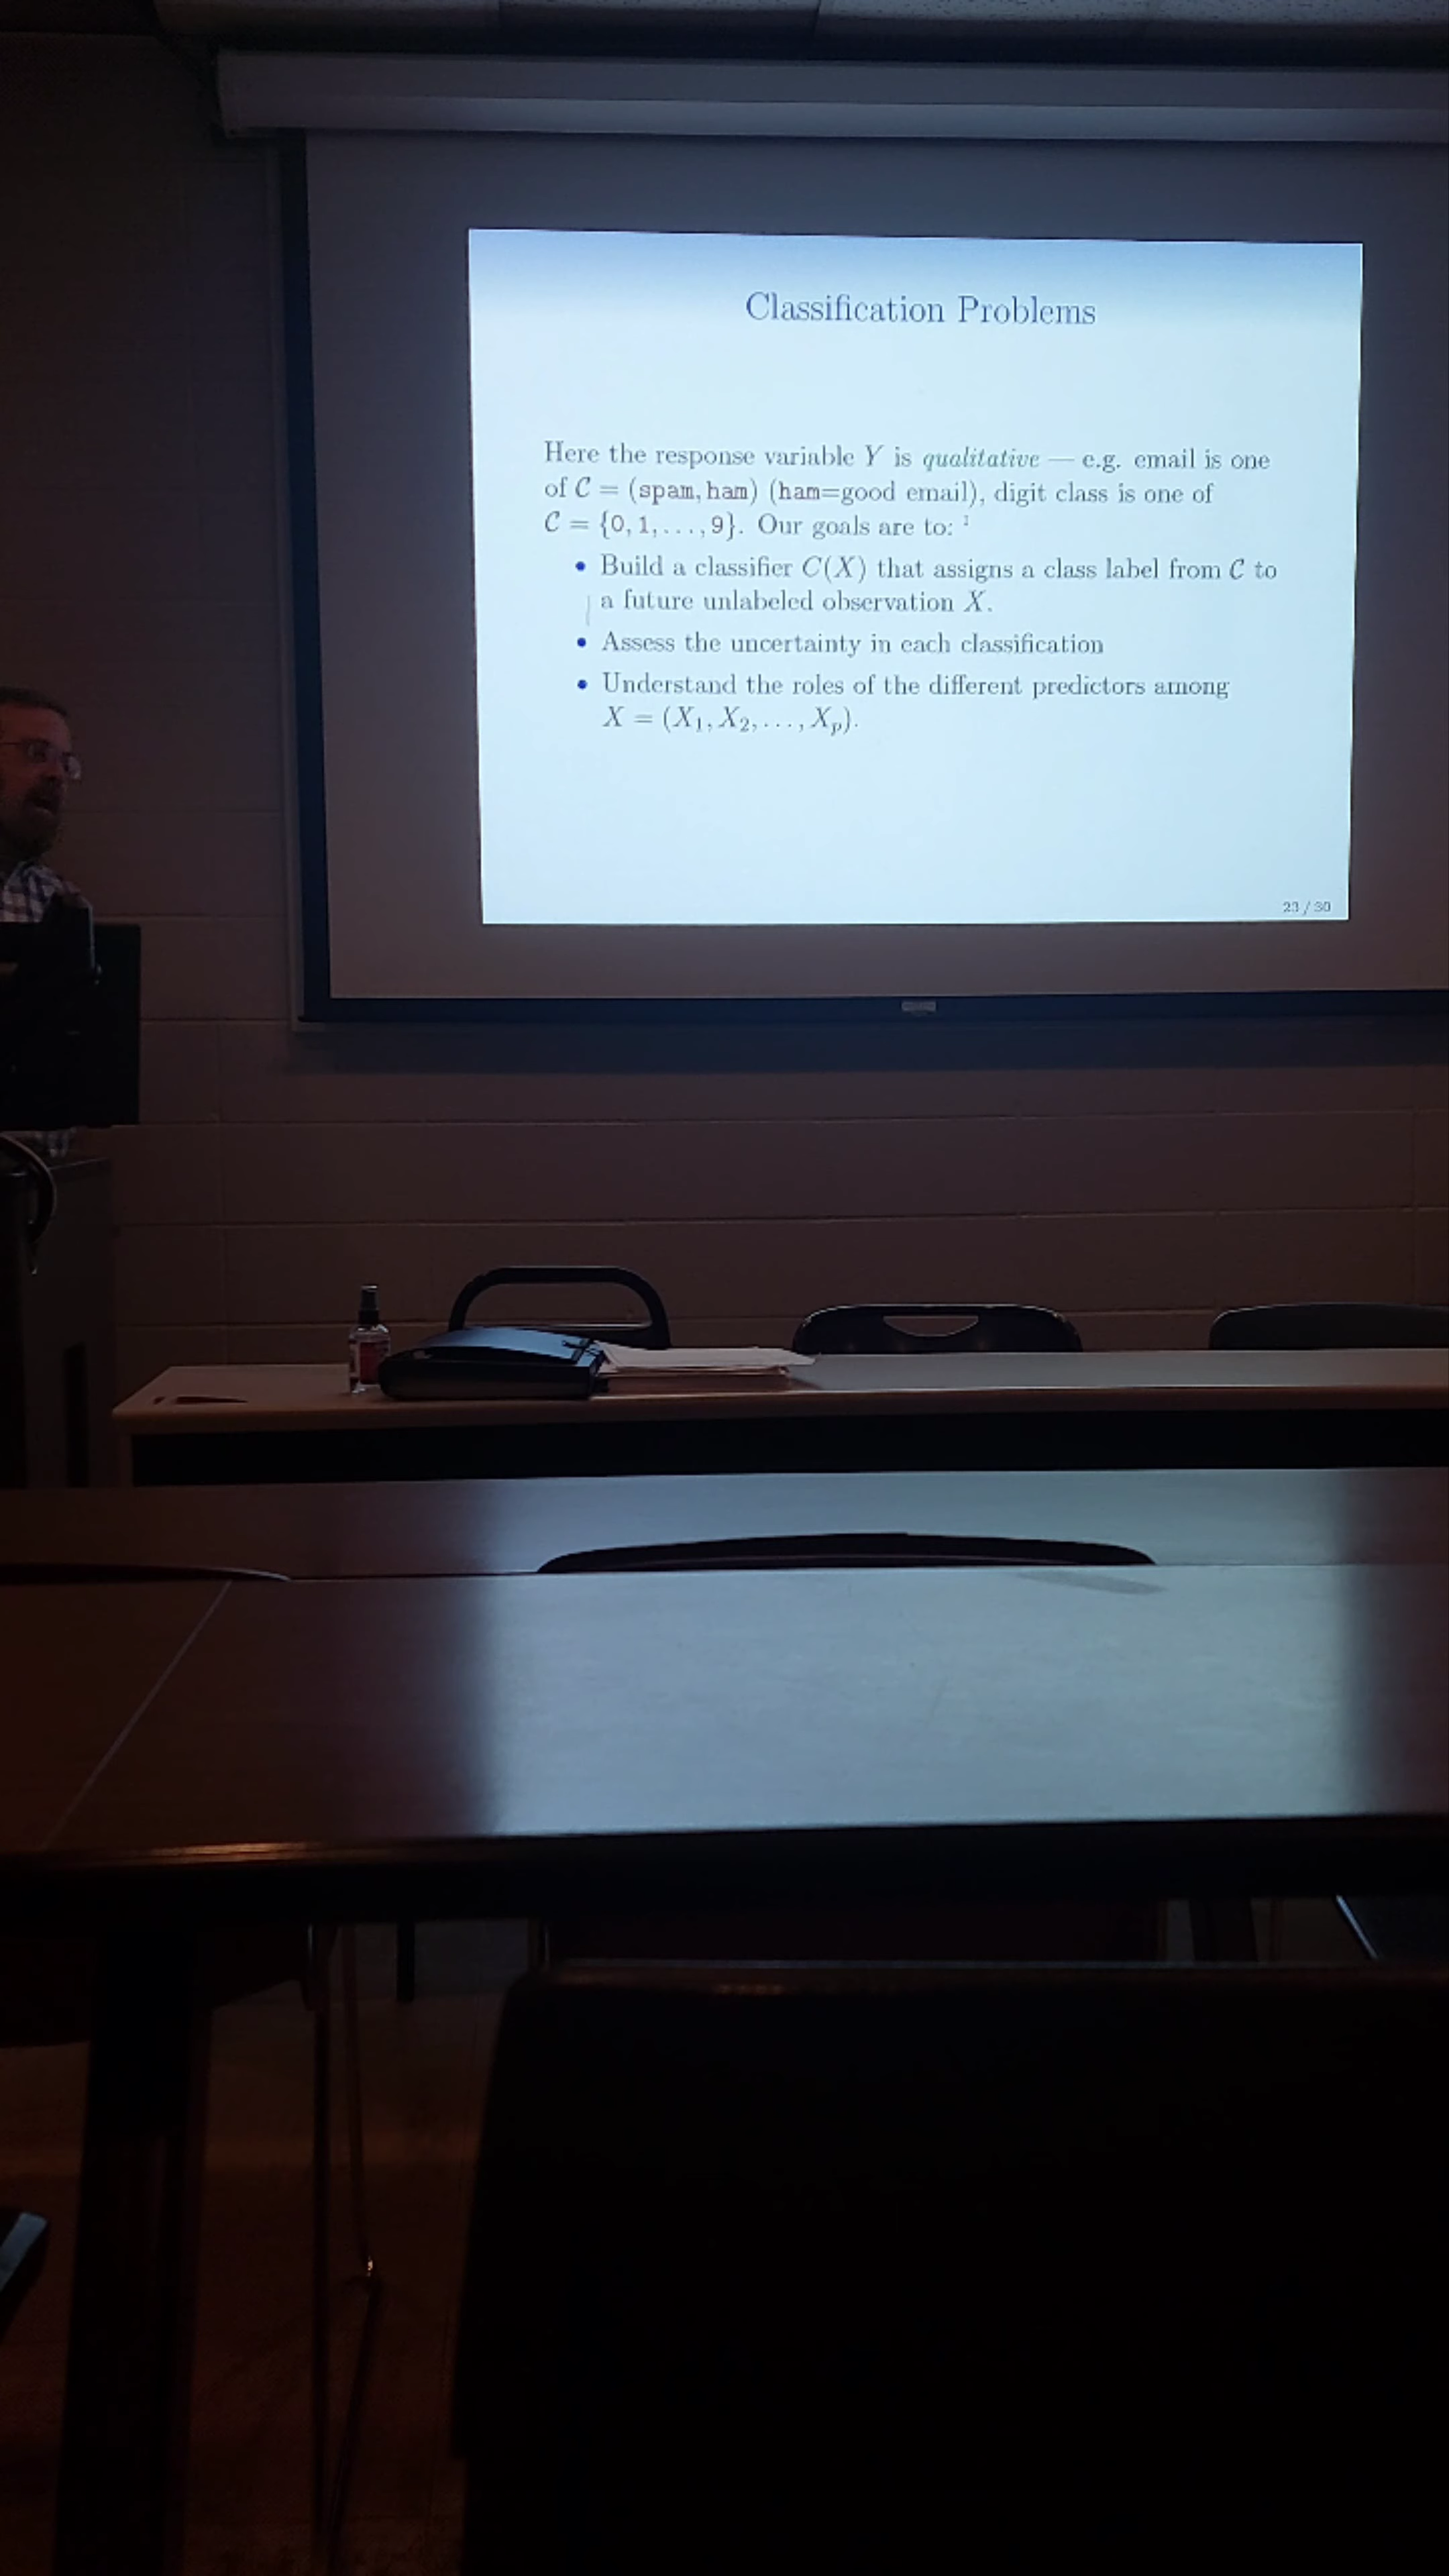 Classification Problems
Here the response variable Y is qualitative — e.g. email is one
of 𝒞 = (spam, ham) (ham=good email), digit class is one of
𝒞 = {0, 1, . . . , 9}. Our goals are to:
• Build a classifier C(X) that assigns a class label from 𝒞 to
a future unlabeled observation X.
• Assess the uncertainty in each classification
• Understand the roles of the different predictors among
X = (X₁, X₂, . . . , Xₚ).
23 / 30